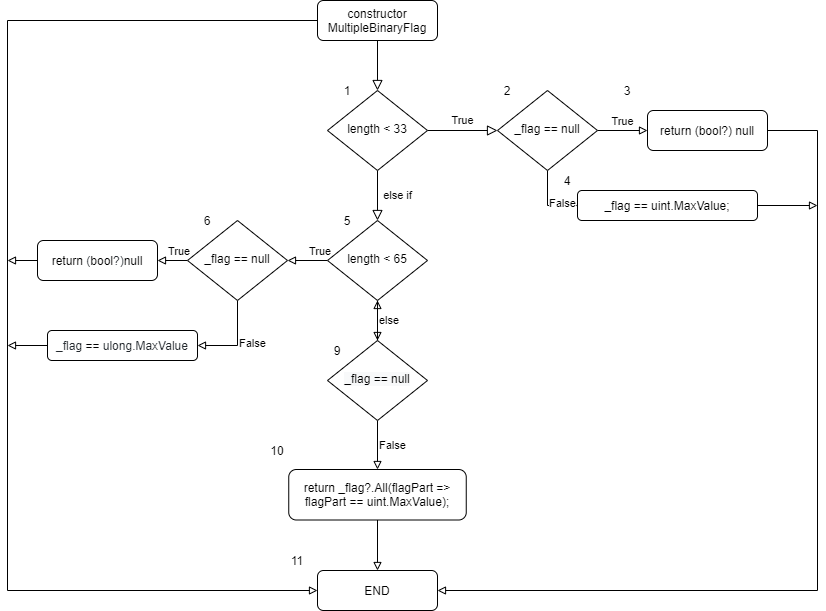 constructor
MultipleBinaryFlag
1
2
3
length < 33
True
_flag == null
True
return (bool?) null
4
else if
False
_flag == uint.MaxValue;
6
5
return (bool?)null
True
_flag == null
True
length < 65
else
_flag == ulong.MaxValue
False
9
_flag == null
False
10
return _flag?.All(flagPart =>
flagPart == uint.MaxValue);
11
END